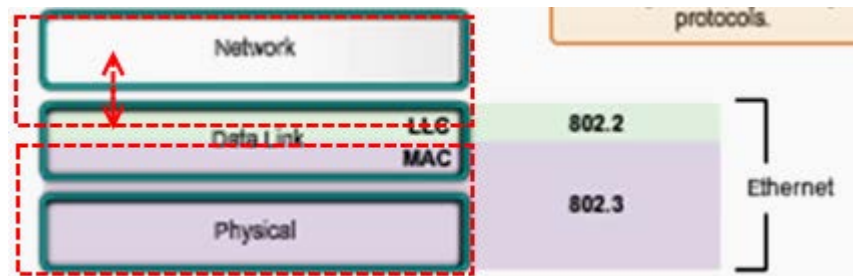 protocols.
Network
Data Link
LLC
802.2
MAC
802.3
Ethernet
Physical